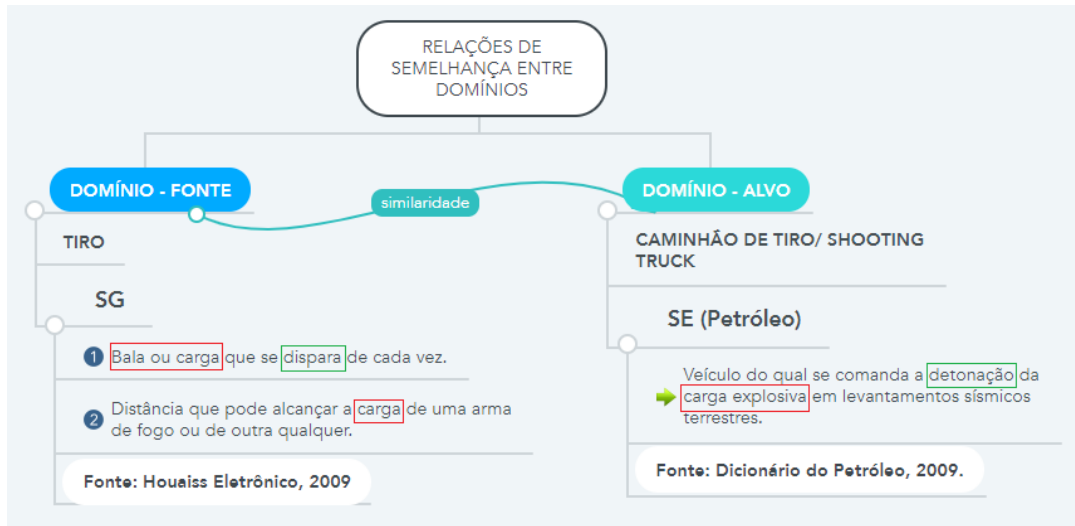 RELAÇÕES DE
SEMELHANÇA ENTRE
DOMÍNIOS
DOMÍNIO - FONTE
similaridade
DOMÍNIO - ALVO
TIRO
SG
1 Bala ou carga que se dispara de cada vez.
2 Distância que pode alcançar a carga de uma arma
de fogo ou de outra qualquer.
Fonte: Houaiss Eletrônico, 2009
CAMINHÃO DE TIRO/ SHOOTING
TRUCK
SE (Petróleo)
Veículo do qual se comanda a detonação da
carga explosiva em levantamentos sísmicos
terrestres.
Fonte: Dicionário do Petróleo, 2009.